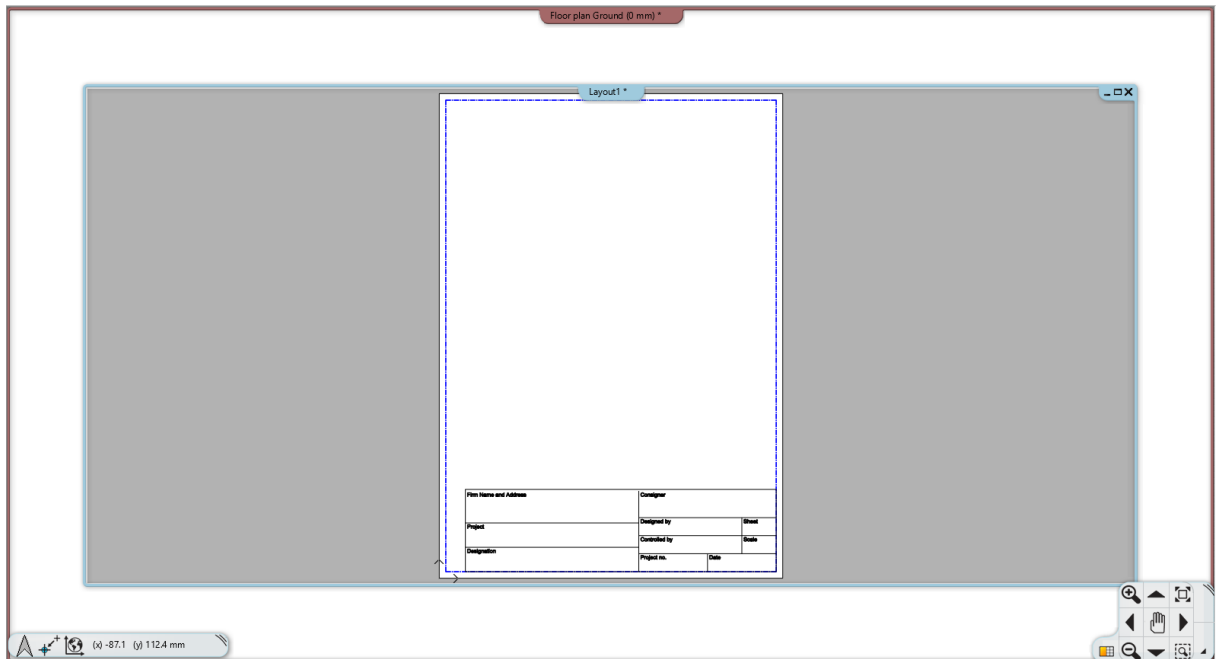 Floor plan Ground (0 mm) *
Layout1 *
Firm Name and Address
Consigner
Project
Designed by
Sheet
Controlled by
Scale
Designation
Project no.
Date
(x) -87.1 (y) 112.4 mm